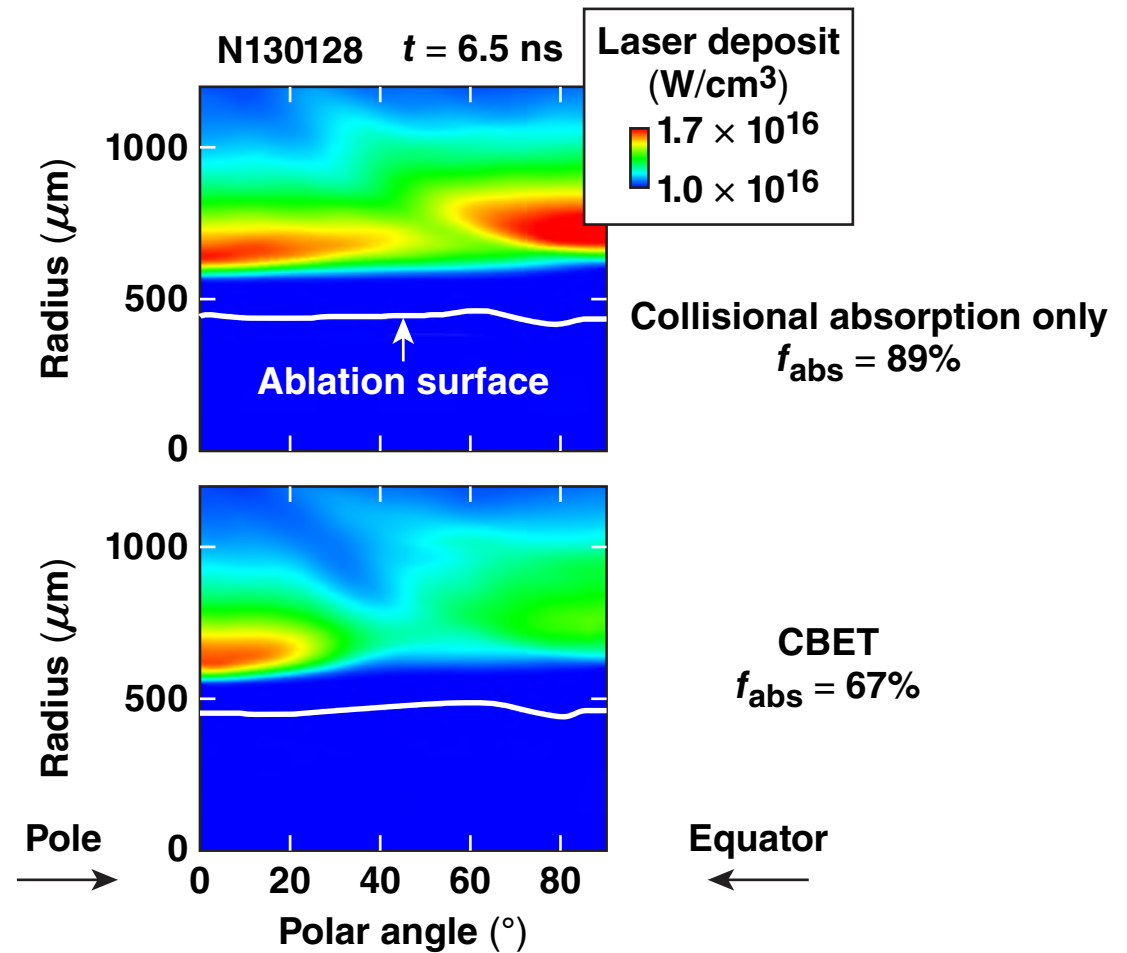 N130128 t = 6.5 ns
Laser deposit
(W/cm³)
1.7 × 10¹⁶
1.0 × 10¹⁶
Radius (μm)
1000
500
0
Ablation surface
Collisional absorption only
fabs = 89%
Radius (μm)
1000
500
0
CBET
fabs = 67%
Pole
Equator
0 20 40 60 80
Polar angle (°)